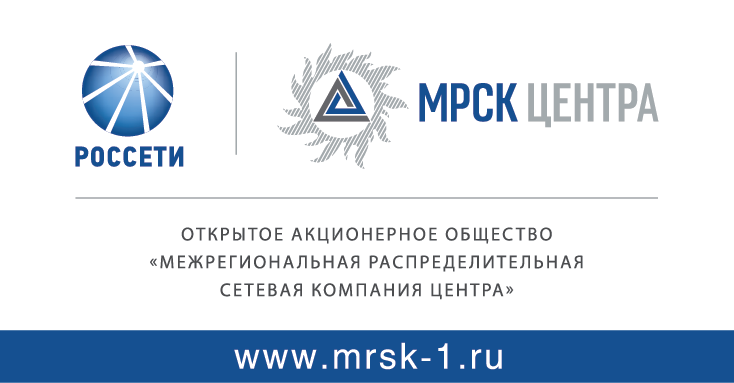 РОССЕТИ
МРСК ЦЕНТРА
ОТКРЫТОЕ АКЦИОНЕРНОЕ ОБЩЕСТВО
«МЕЖРЕГИОНАЛЬНАЯ РАСПРЕДЕЛИТЕЛЬНАЯ
СЕТЕВАЯ КОМПАНИЯ ЦЕНТРА»
www.mrsk-1.ru